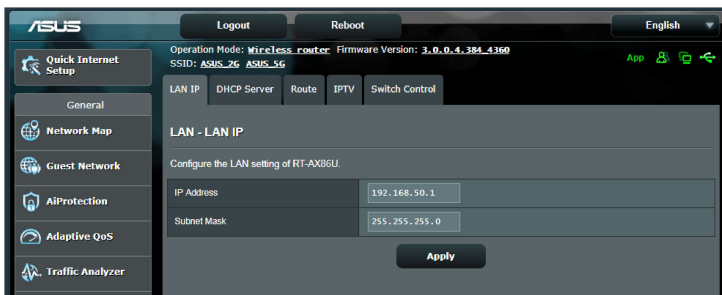 ASUS Logout Reboot English
Quick Internet Setup
General
Network Map
Guest Network
AiProtection
Adaptive QoS
Traffic Analyzer
Operation Mode: Wireless router Firmware Version: 3.0.0.4.384_4360
SSID: ASUS_2G ASUS_5G
App
LAN IP DHCP Server Route IPTV Switch Control
LAN - LAN IP
Configure the LAN setting of RT-AX86U.
IP Address 192.168.50.1
Subnet Mask 255.255.255.0
Apply